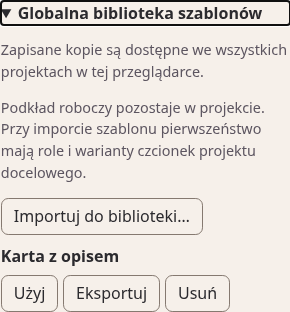 ▼ Globalna biblioteka szablonów
Zapisane kopie są dostępne we wszystkich
projektach w tej przeglądarce.
Podkład roboczy pozostaje w projekcie.
Przy imporcie szablonu pierwszeństwo
mają role i warianty czcionek projektu
docelowego.
Importuj do biblioteki...
Karta z opisem
Użyj Eksportuj Usuń